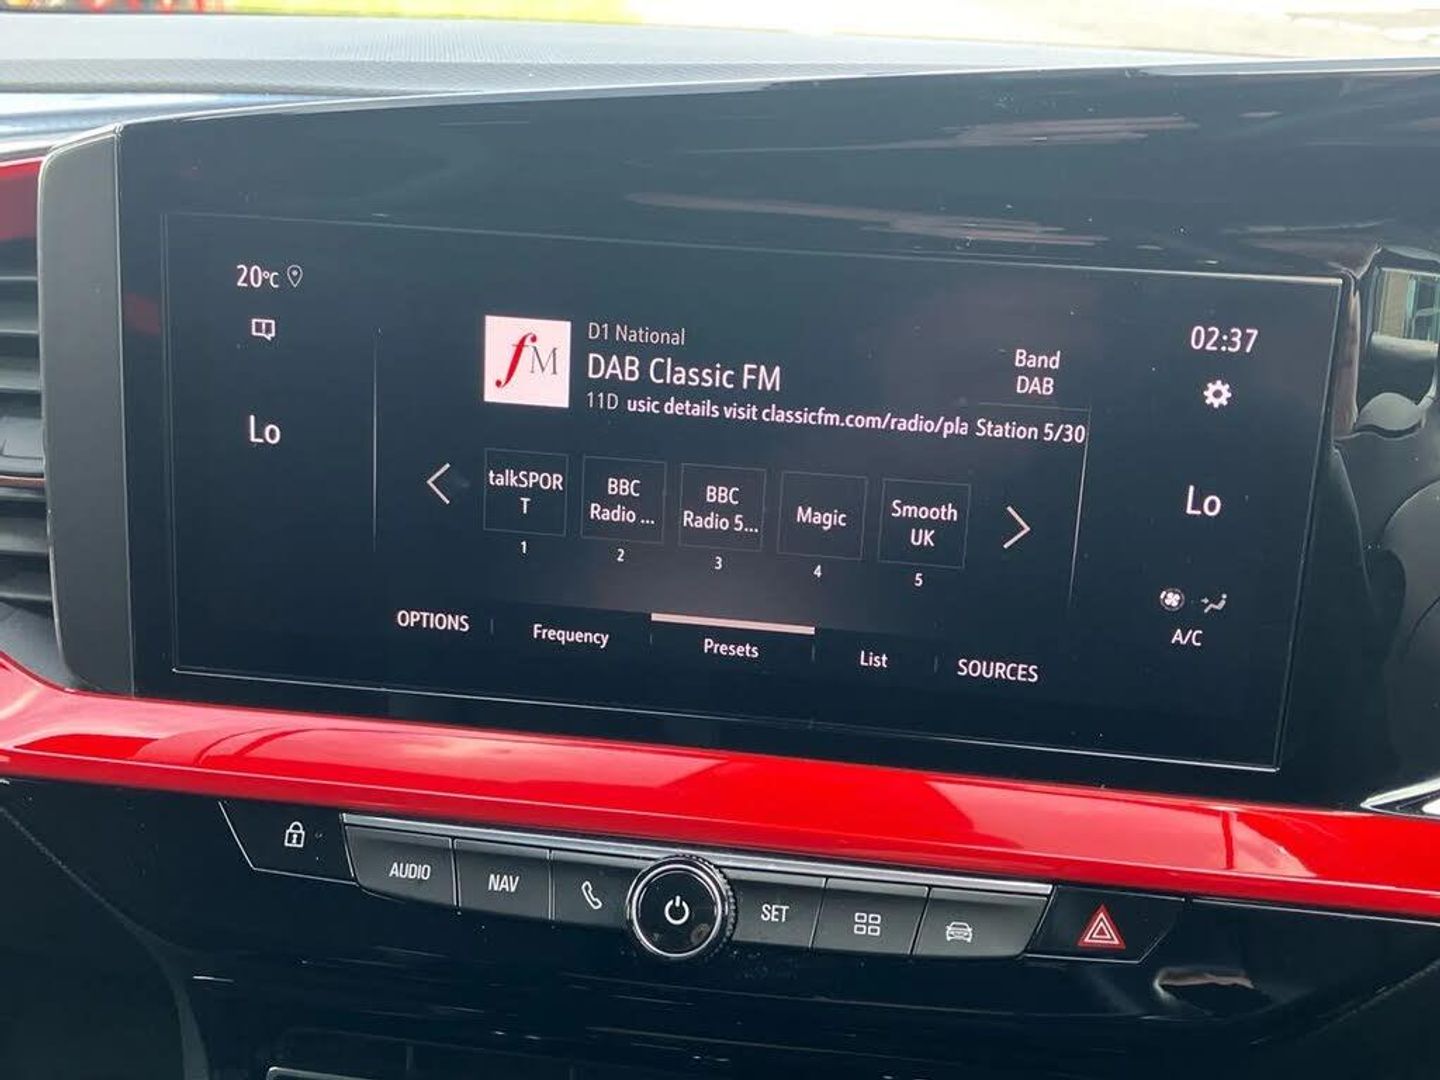 20°C
02:37
Lo
Lo
A/C
fM
D1 National
DAB Classic FM
11D usic details visit classicfm.com/radio/pla
Band
DAB
Station 5/30
talkSPOR
T
1
BBC
Radio ...
2
BBC
Radio 5...
3
Magic
4
Smooth
UK
5
OPTIONS
Frequency
Presets
List
SOURCES
AUDIO
NAV
SET